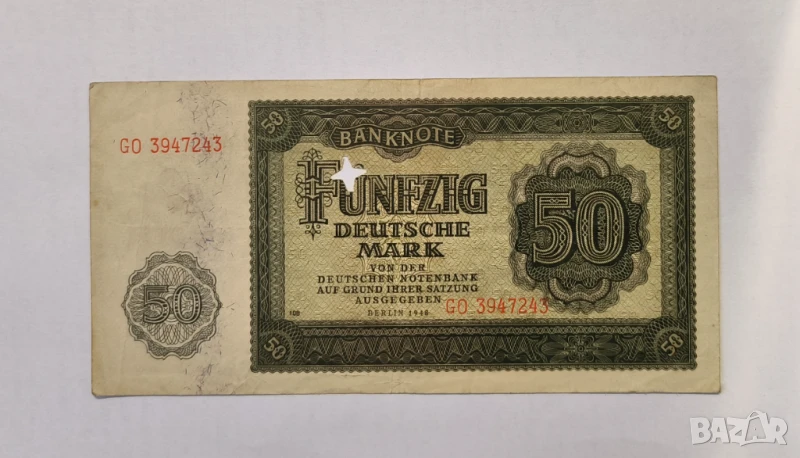 50
50
BANKNOTE
GO 3947243
FÜNFZIG
DEUTSCHE
MARK
50
VON DER
DEUTSCHEN NOTENBANK
AUF GRUND IHRER SATZUNG
AUSGEGEBEN
GO 3947243
BERLIN 1948
50
50
50
BAZAR